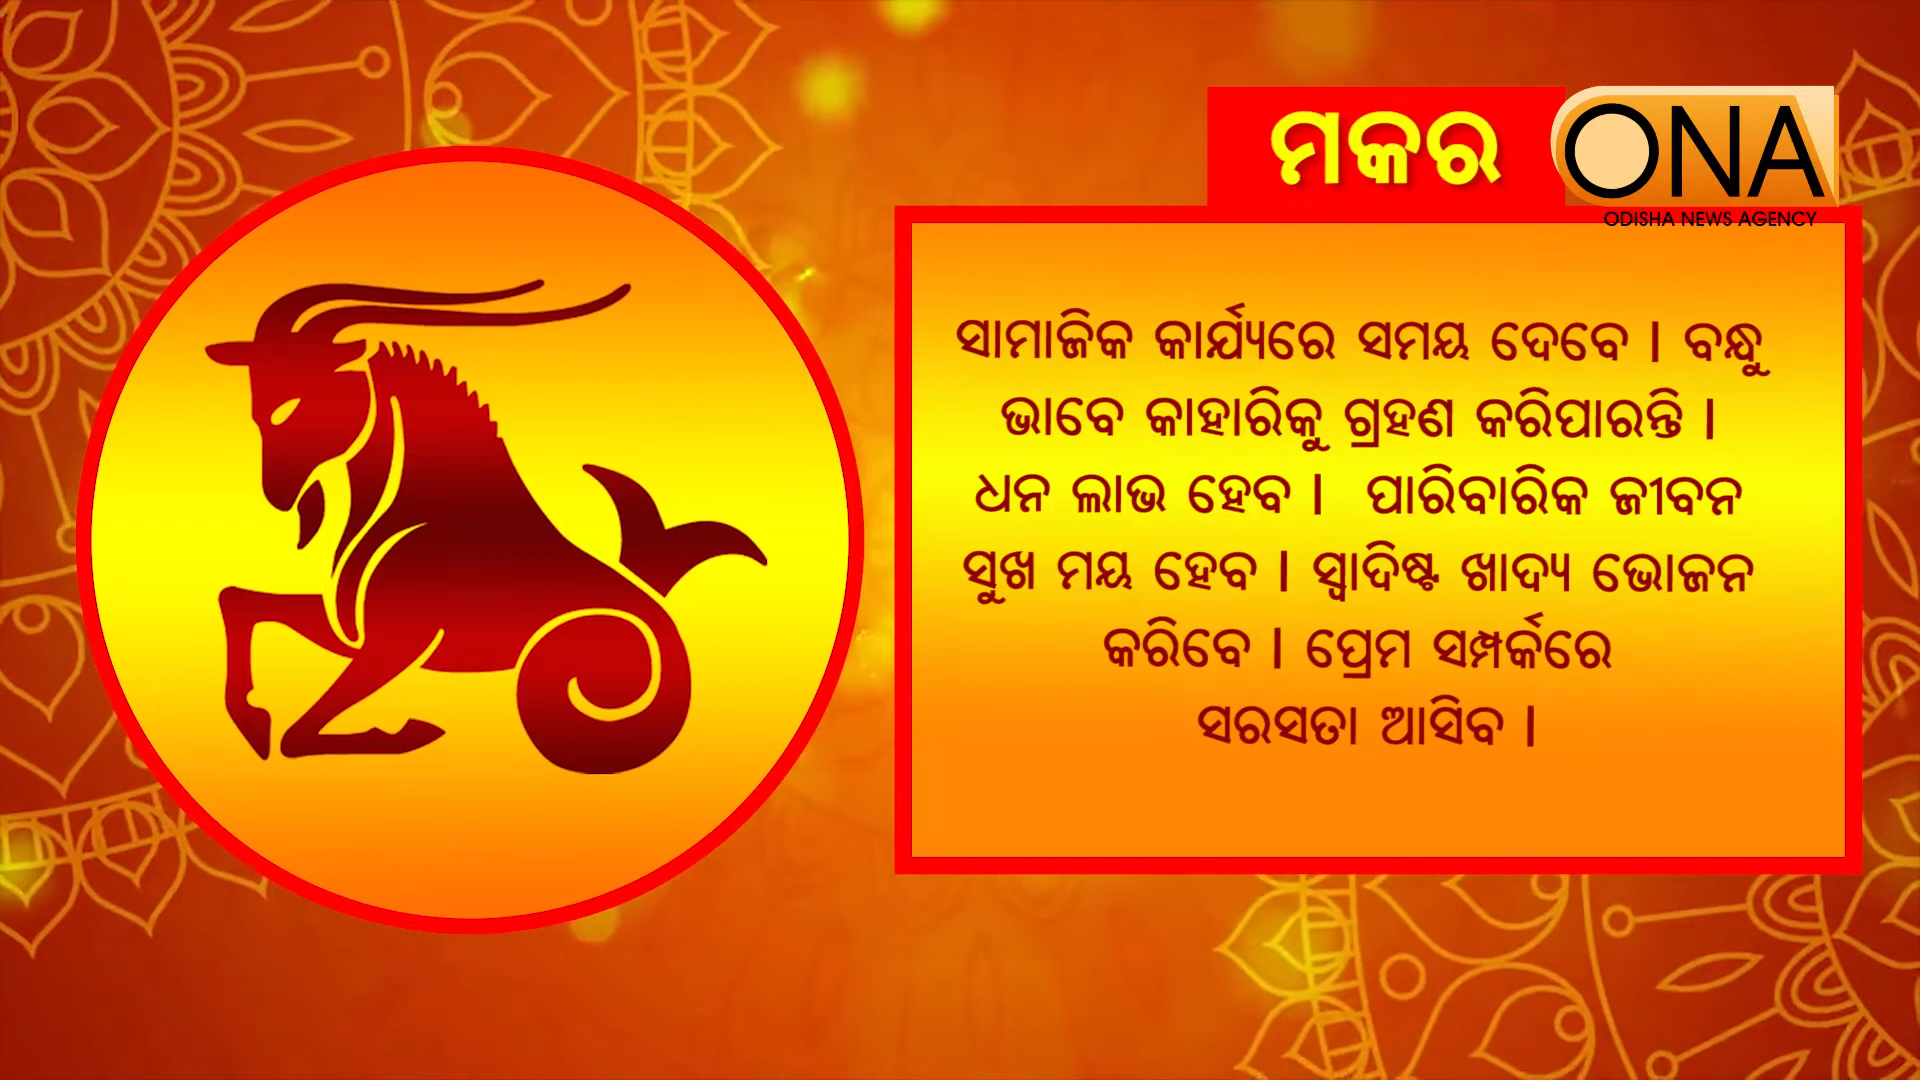 ମକର
ONA
ODISHA NEWS AGENCY
ସାମାଜିକ କାର୍ଯ୍ୟରେ ସମୟ ଦେବେ । ବନ୍ଧୁ
ଭାବେ କାହାରିକୁ ଗ୍ରହଣ କରିପାରନ୍ତି ।
ଧନ ଲାଭ ହେବ । ପାରିବାରିକ ଜୀବନ
ସୁଖ ମୟ ହେବ । ସ୍ଵାଦିଷ୍ଟ ଖାଦ୍ୟ ଭୋଜନ
କରିବେ । ପ୍ରେମ ସମ୍ପର୍କରେ
ସରସତା ଆସିବ ।